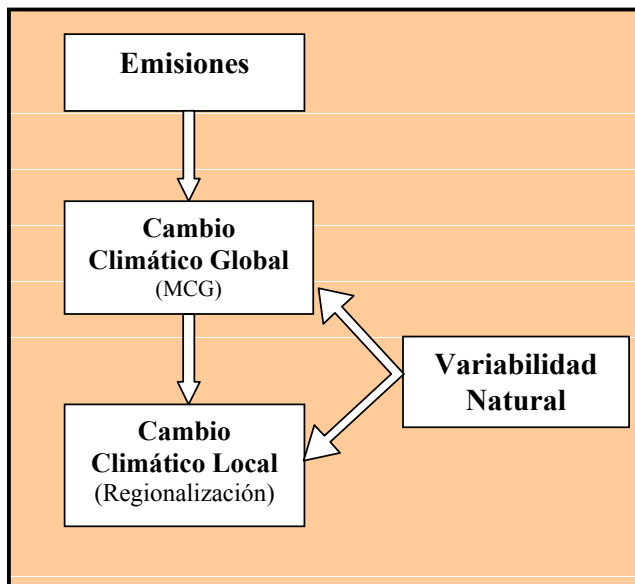 Emisiones
Cambio
Climático Global
(MCG)
Variabilidad
Natural
Cambio
Climático Local
(Regionalización)